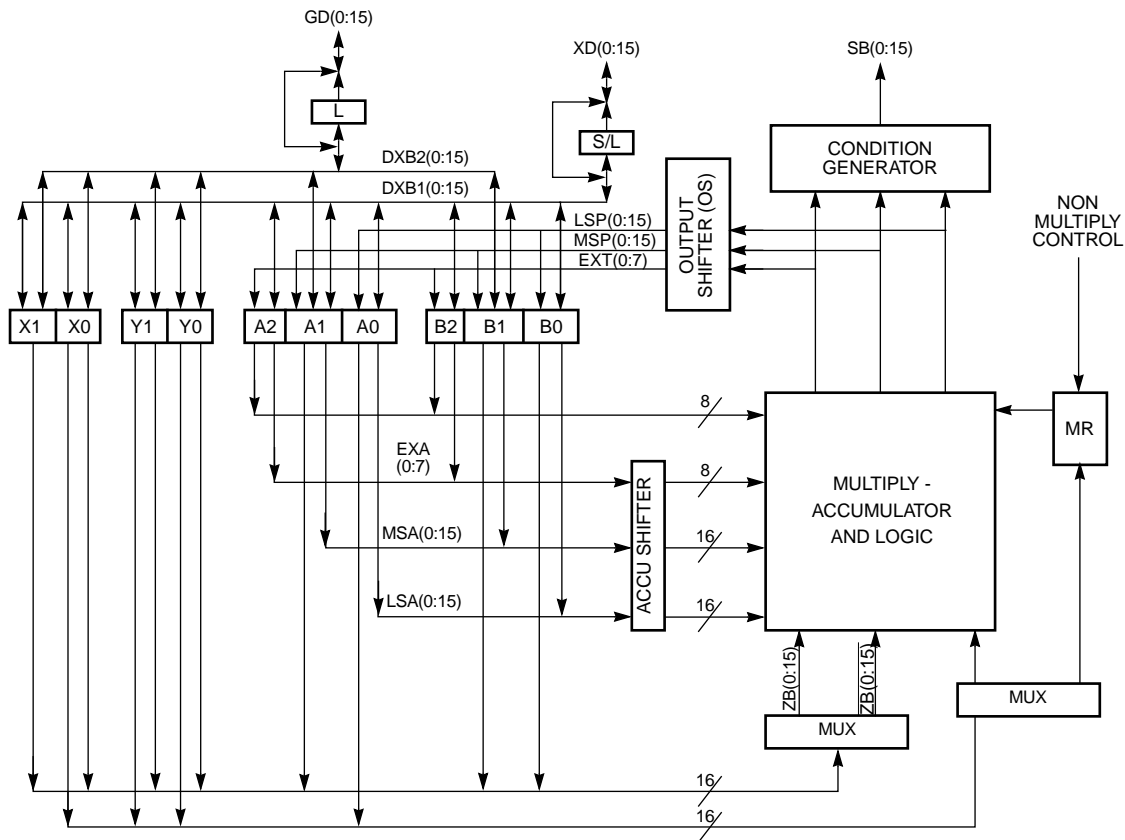 GD(0:15)
XD(0:15)
SB(0:15)
L
S/L
CONDITION
GENERATOR
DXB2(0:15)
DXB1(0:15)
OUTPUT
SHIFTER (OS)
NON
MULTIPLY
CONTROL
LSP(0:15)
MSP(0:15)
EXT(0:7)
X1
X0
Y1
Y0
A2
A1
A0
B2
B1
B0
8
MR
EXA
(0:7)
8
MULTIPLY -
ACCUMULATOR
AND LOGIC
ACCU SHIFTER
MSA(0:15)
16
LSA(0:15)
16
ZB(0:15)
ZB(0:15)
MUX
MUX
16
16